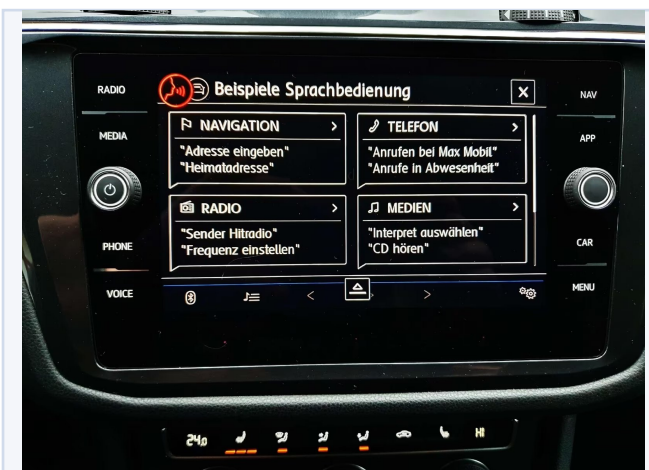 RADIO
Beispiele Sprachbedienung
X
NAV
MEDIA
NAVIGATION >
TELEFON >
APP
"Adresse eingeben"
"Heimatadresse"
"Anrufen bei Max Mobil"
"Anrufe in Abwesenheit"
RADIO >
MEDIEN >
PHONE
"Sender Hitradio"
"Frequenz einstellen"
"Interpret auswählen"
"CD hören"
CAR
VOICE
< >
MENU
24,0
HI